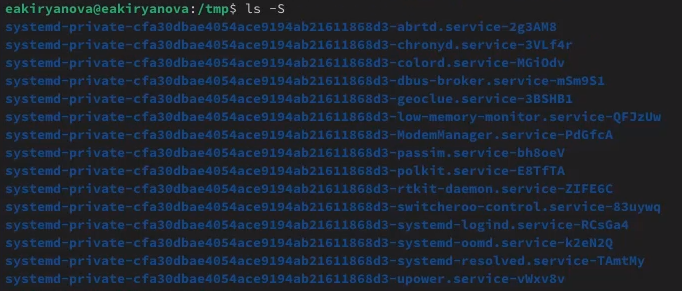 eakiryanova@eakiryanova:/tmp$ ls -S
systemd-private-cfa30dbae4054ace9194ab21611868d3-abrtd.service-2g3AM8
systemd-private-cfa30dbae4054ace9194ab21611868d3-chronyd.service-3VLf4r
systemd-private-cfa30dbae4054ace9194ab21611868d3-colord.service-MGiOdv
systemd-private-cfa30dbae4054ace9194ab21611868d3-dbus-broker.service-mSm9S1
systemd-private-cfa30dbae4054ace9194ab21611868d3-geoclue.service-3BSHB1
systemd-private-cfa30dbae4054ace9194ab21611868d3-low-memory-monitor.service-QFJzUw
systemd-private-cfa30dbae4054ace9194ab21611868d3-ModemManager.service-PdGfcA
systemd-private-cfa30dbae4054ace9194ab21611868d3-passim.service-bh8oeV
systemd-private-cfa30dbae4054ace9194ab21611868d3-polkit.service-E8TfTA
systemd-private-cfa30dbae4054ace9194ab21611868d3-rtkit-daemon.service-ZIFE6C
systemd-private-cfa30dbae4054ace9194ab21611868d3-switcheroo-control.service-83uywq
systemd-private-cfa30dbae4054ace9194ab21611868d3-systemd-logind.service-RCsGa4
systemd-private-cfa30dbae4054ace9194ab21611868d3-systemd-oomd.service-k2eN2Q
systemd-private-cfa30dbae4054ace9194ab21611868d3-systemd-resolved.service-TAmtMy
systemd-private-cfa30dbae4054ace9194ab21611868d3-upower.service-vWxv8v